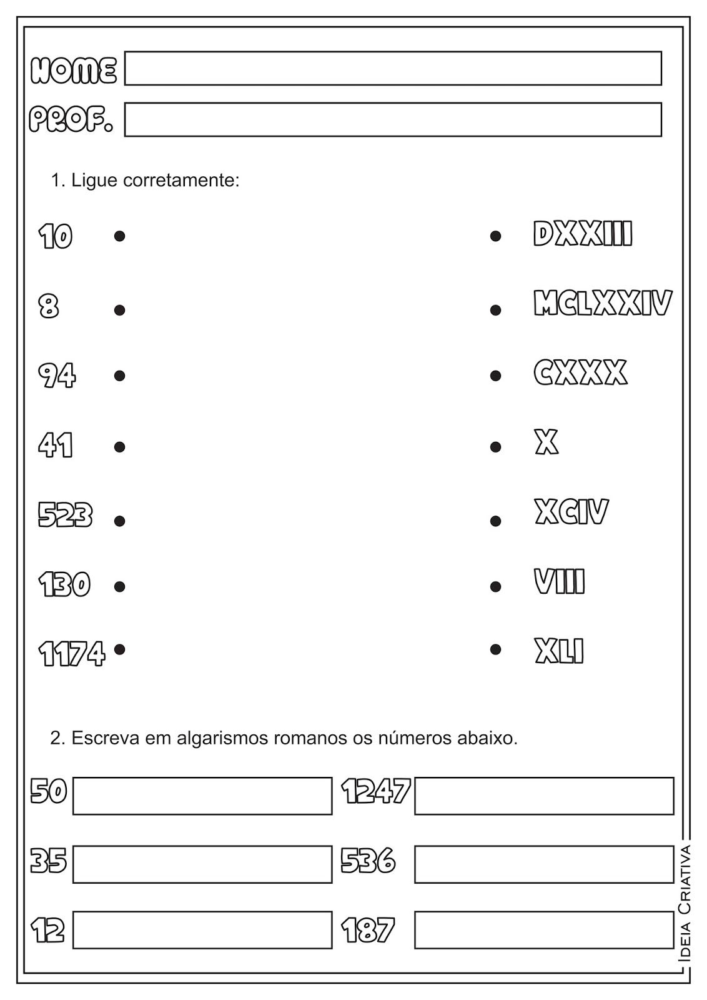 NOME
PROF.
1. Ligue corretamente:
10 DXXIII
8 MCLXXIV
94 CXXX
41 X
523 XCIV
130 VIII
1174 XLI
2. Escreva em algarismos romanos os números abaixo.
50 1247
35 536
12 187
IDEIA CRIATIVA